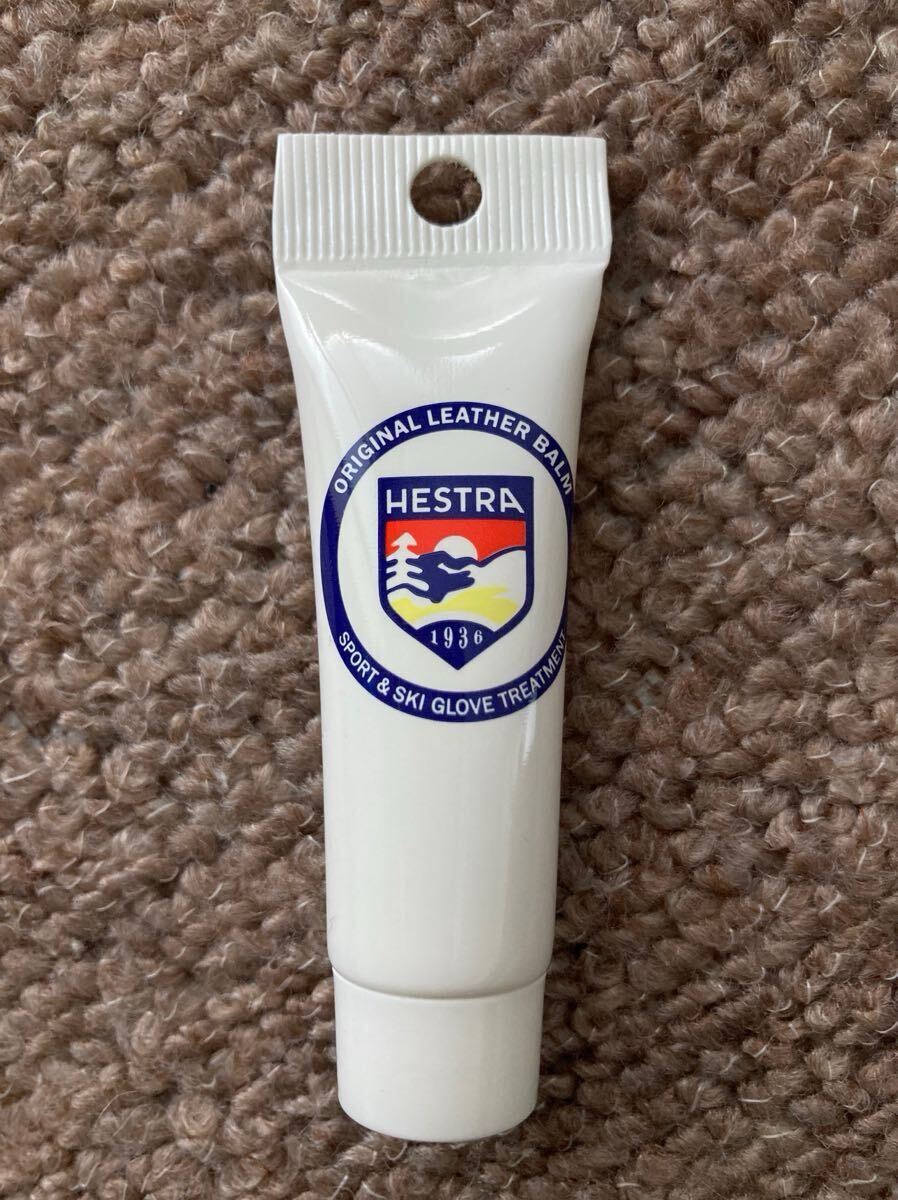 ORIGINAL LEATHER BALM
HESTRA
1936
SPORT & SKI GLOVE TREATMENT